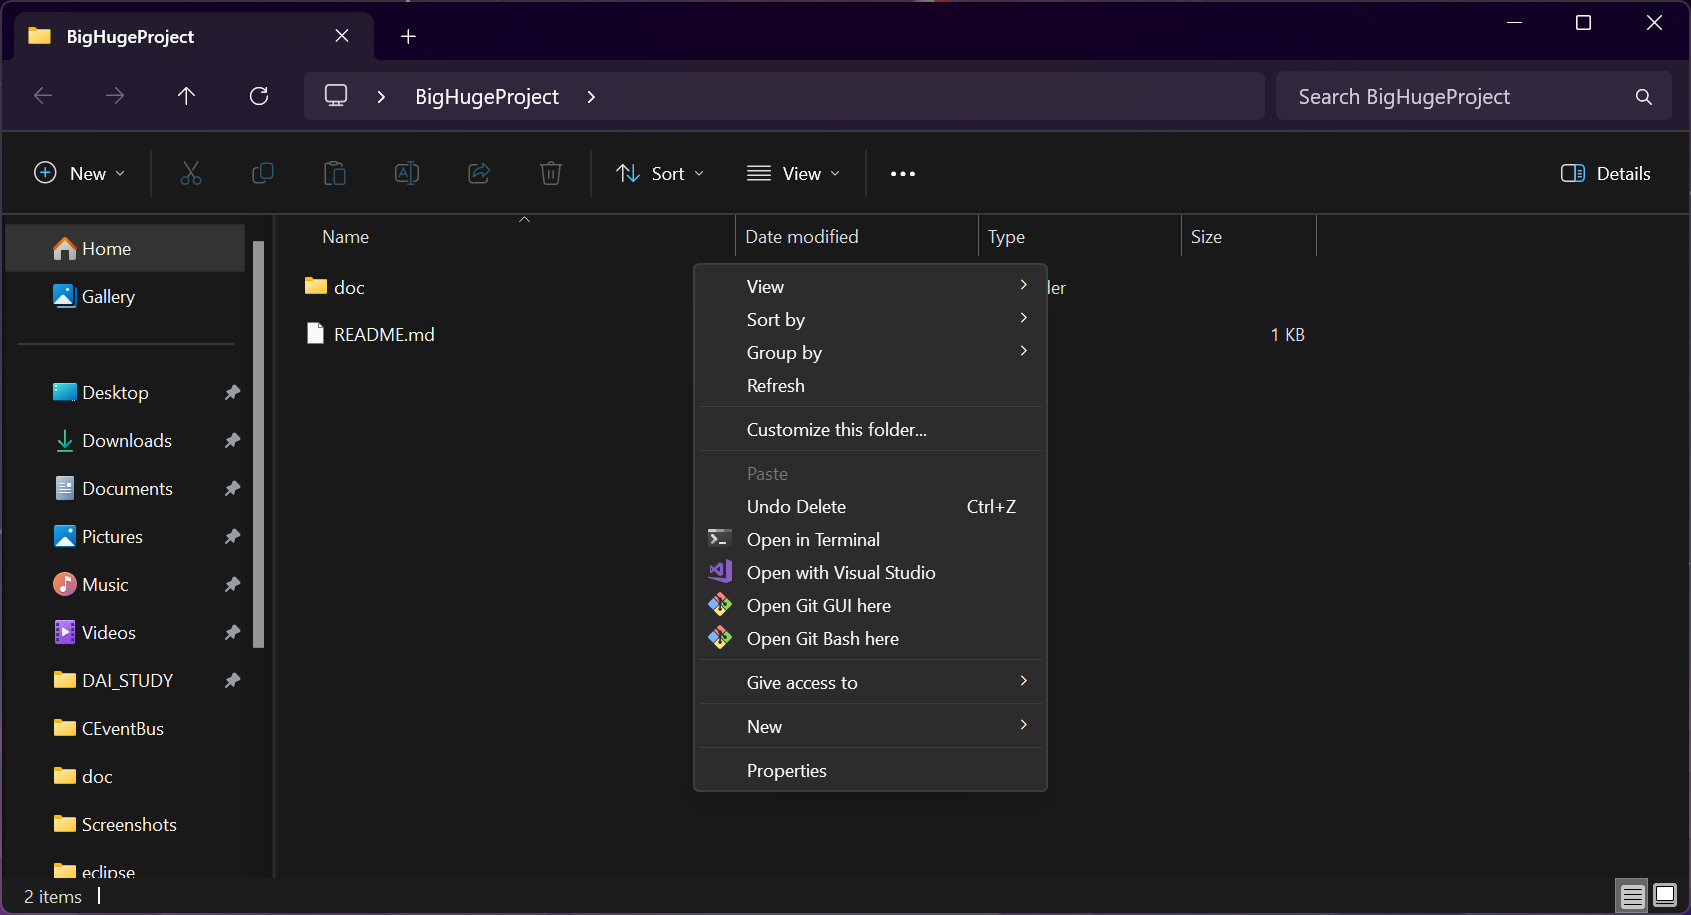 BigHugeProject
BigHugeProject
Search BigHugeProject
New
Sort
View
Details
Name
Date modified
Type
Size
Home
Gallery
Desktop
Downloads
Documents
Pictures
Music
Videos
DAI_STUDY
CEventBus
doc
Screenshots
eclipse
doc
ler
README.md
1 KB
View
Sort by
Group by
Refresh
Customize this folder...
Paste
Undo Delete Ctrl+Z
Open in Terminal
Open with Visual Studio
Open Git GUI here
Open Git Bash here
Give access to
New
Properties
2 items